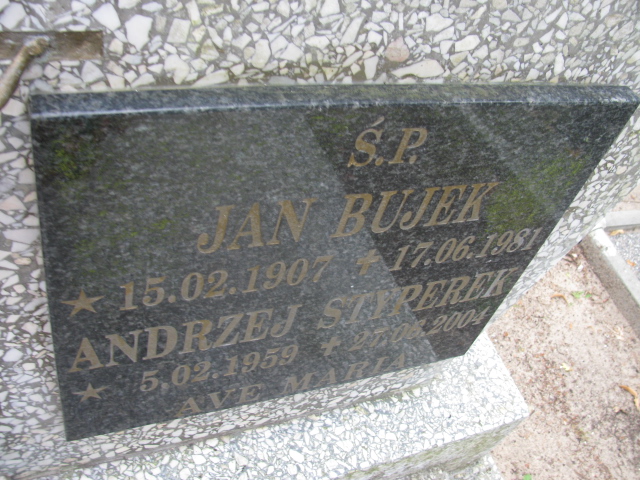 Ś.P.
JAN BUJEK
★ 15.02.1907 + 17.06.1981
ANDRZEJ STYPEREK
★ 5.02.1959 +
AVE MARIA